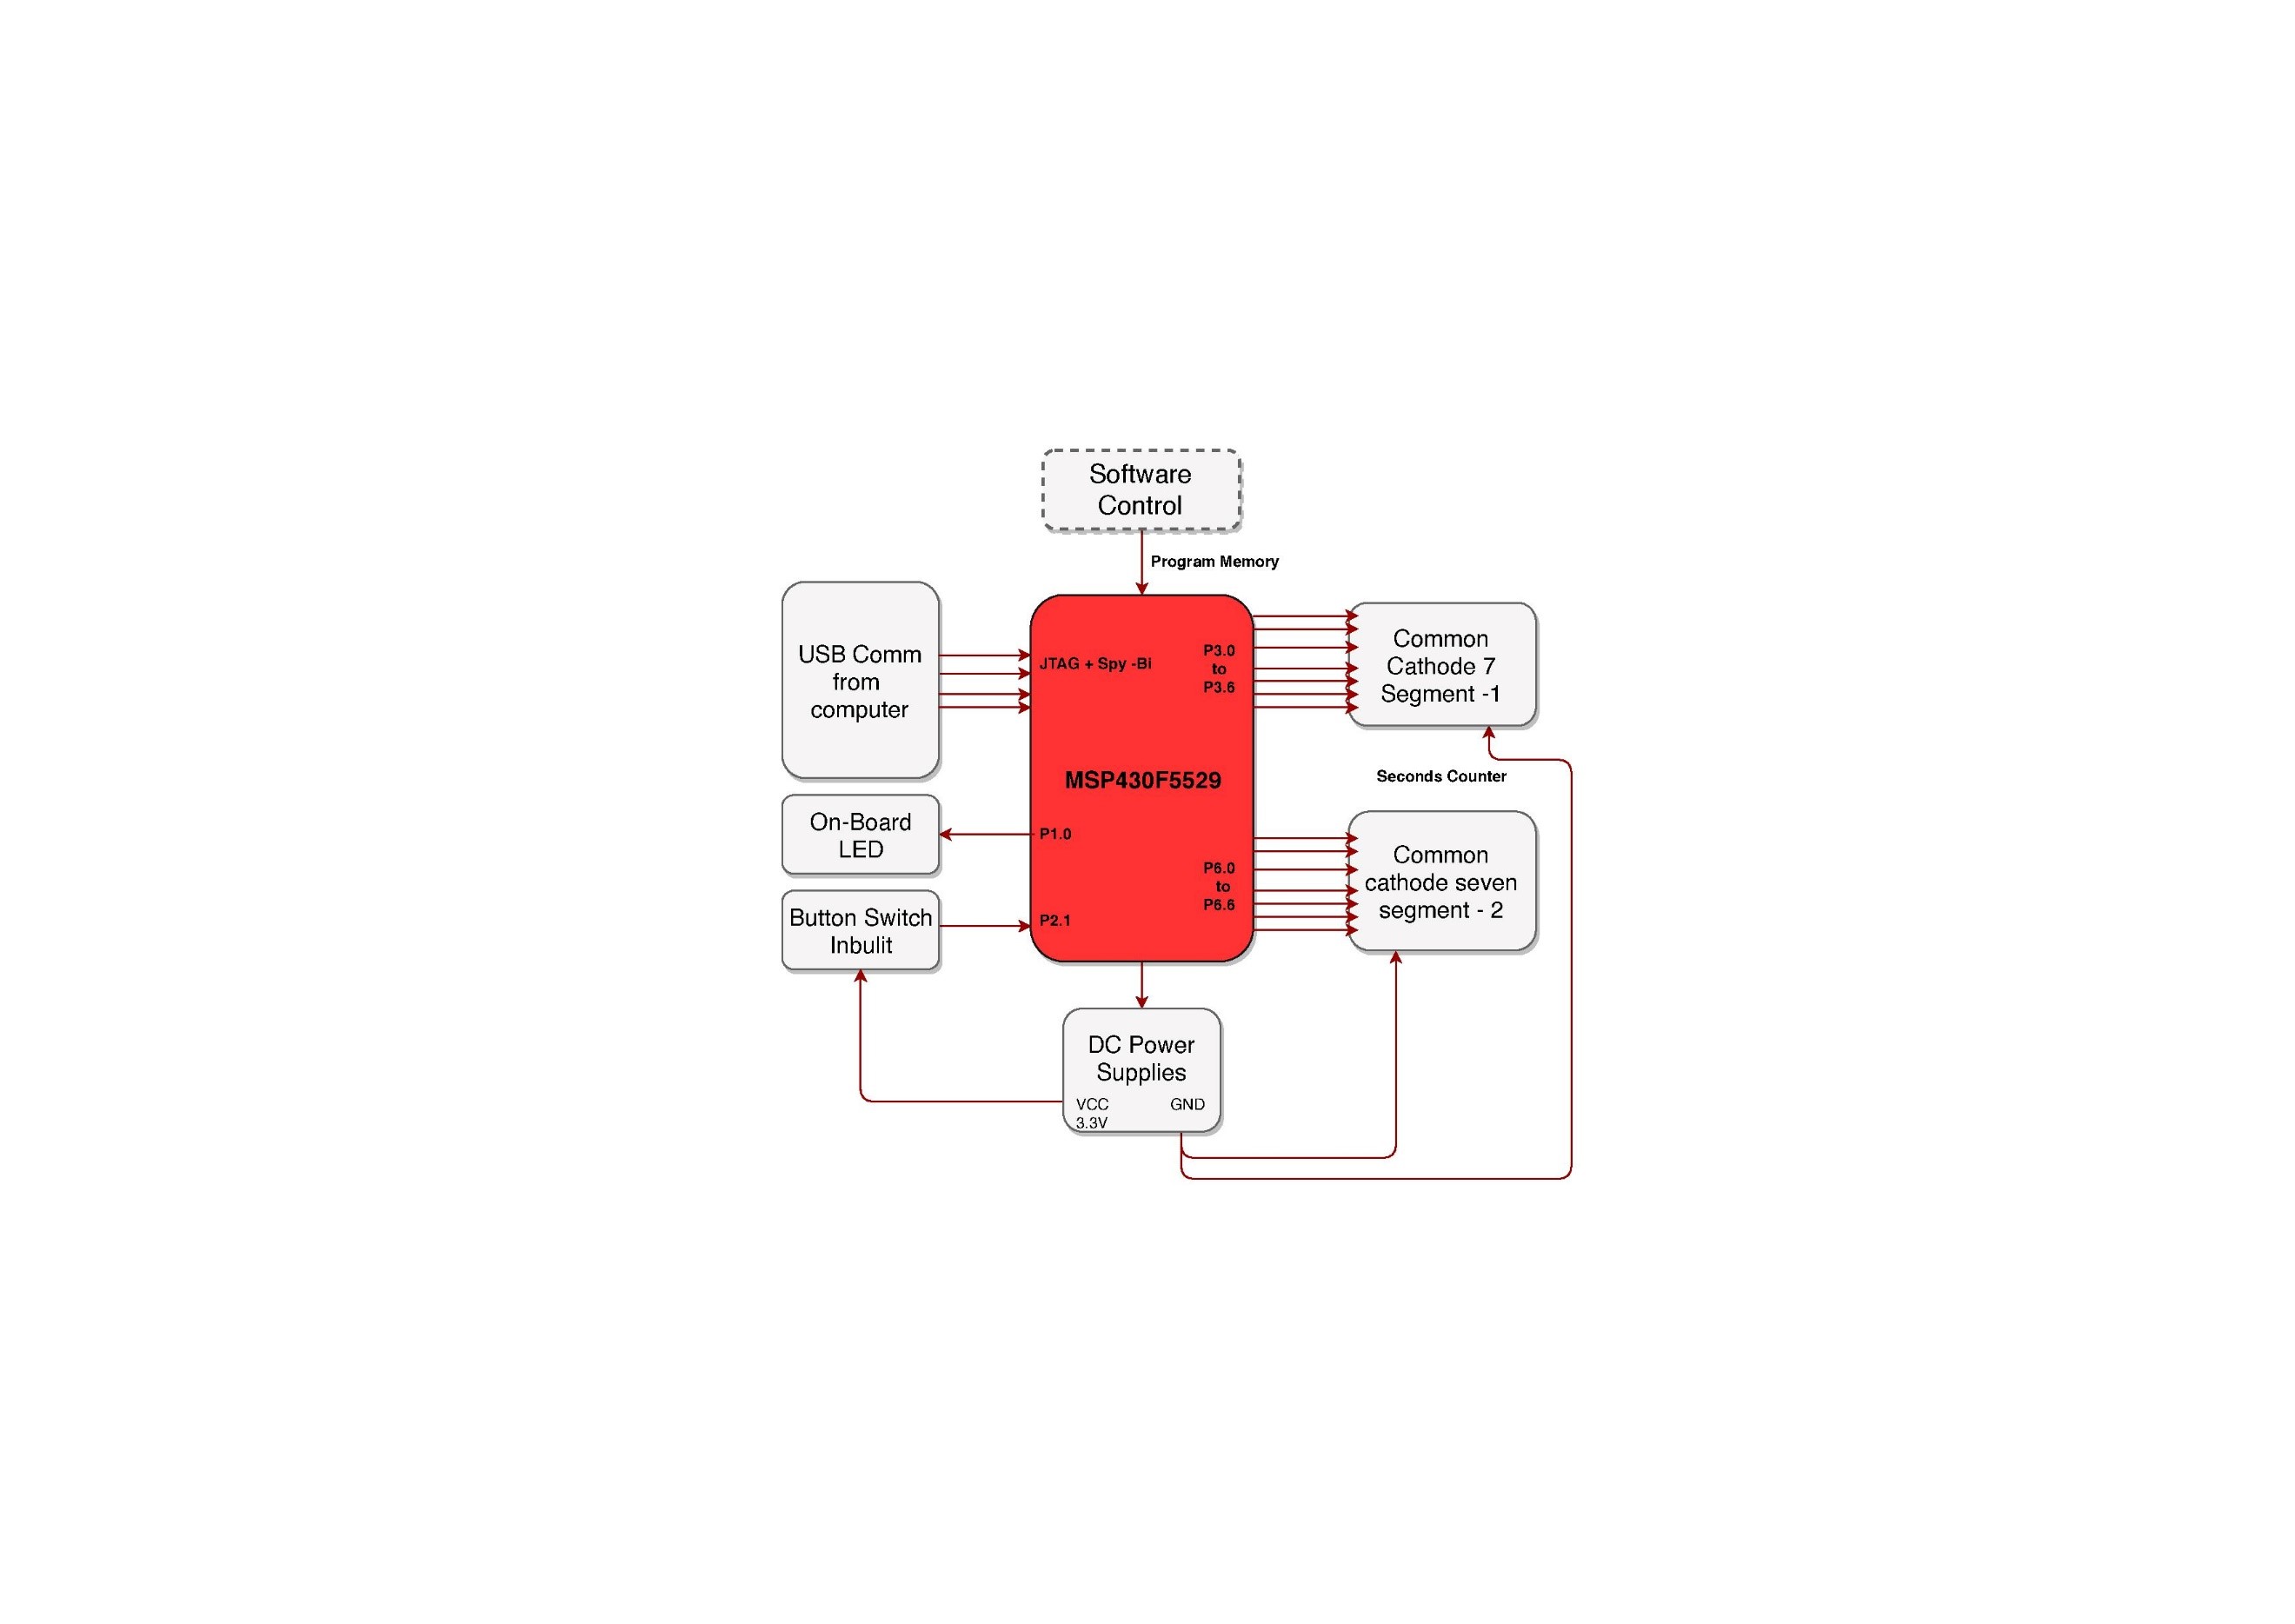 Software
Control
Program Memory
USB Comm
from
computer
JTAG + Spy -Bi
P3.0
to
P3.6
Common
Cathode 7
Segment -1
MSP430F5529
Seconds Counter
On-Board
LED
P1.0
Button Switch
Inbulit
P2.1
P6.0
to
P6.6
Common
cathode seven
segment - 2
DC Power
Supplies
VCC
3.3V
GND